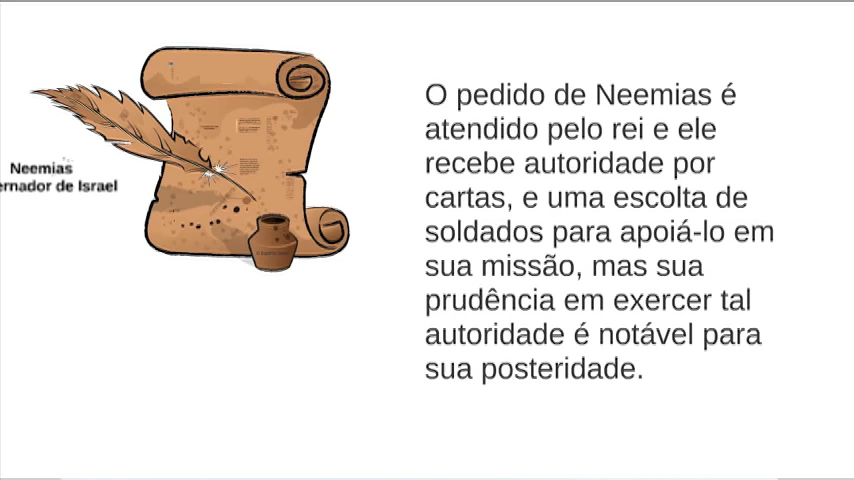 Neemias
ernador de Israel
O pedido de Neemias é
atendido pelo rei e ele
recebe autoridade por
cartas, e uma escolta de
soldados para apoiá-lo em
sua missão, mas sua
prudência em exercer tal
autoridade é notável para
sua posteridade.